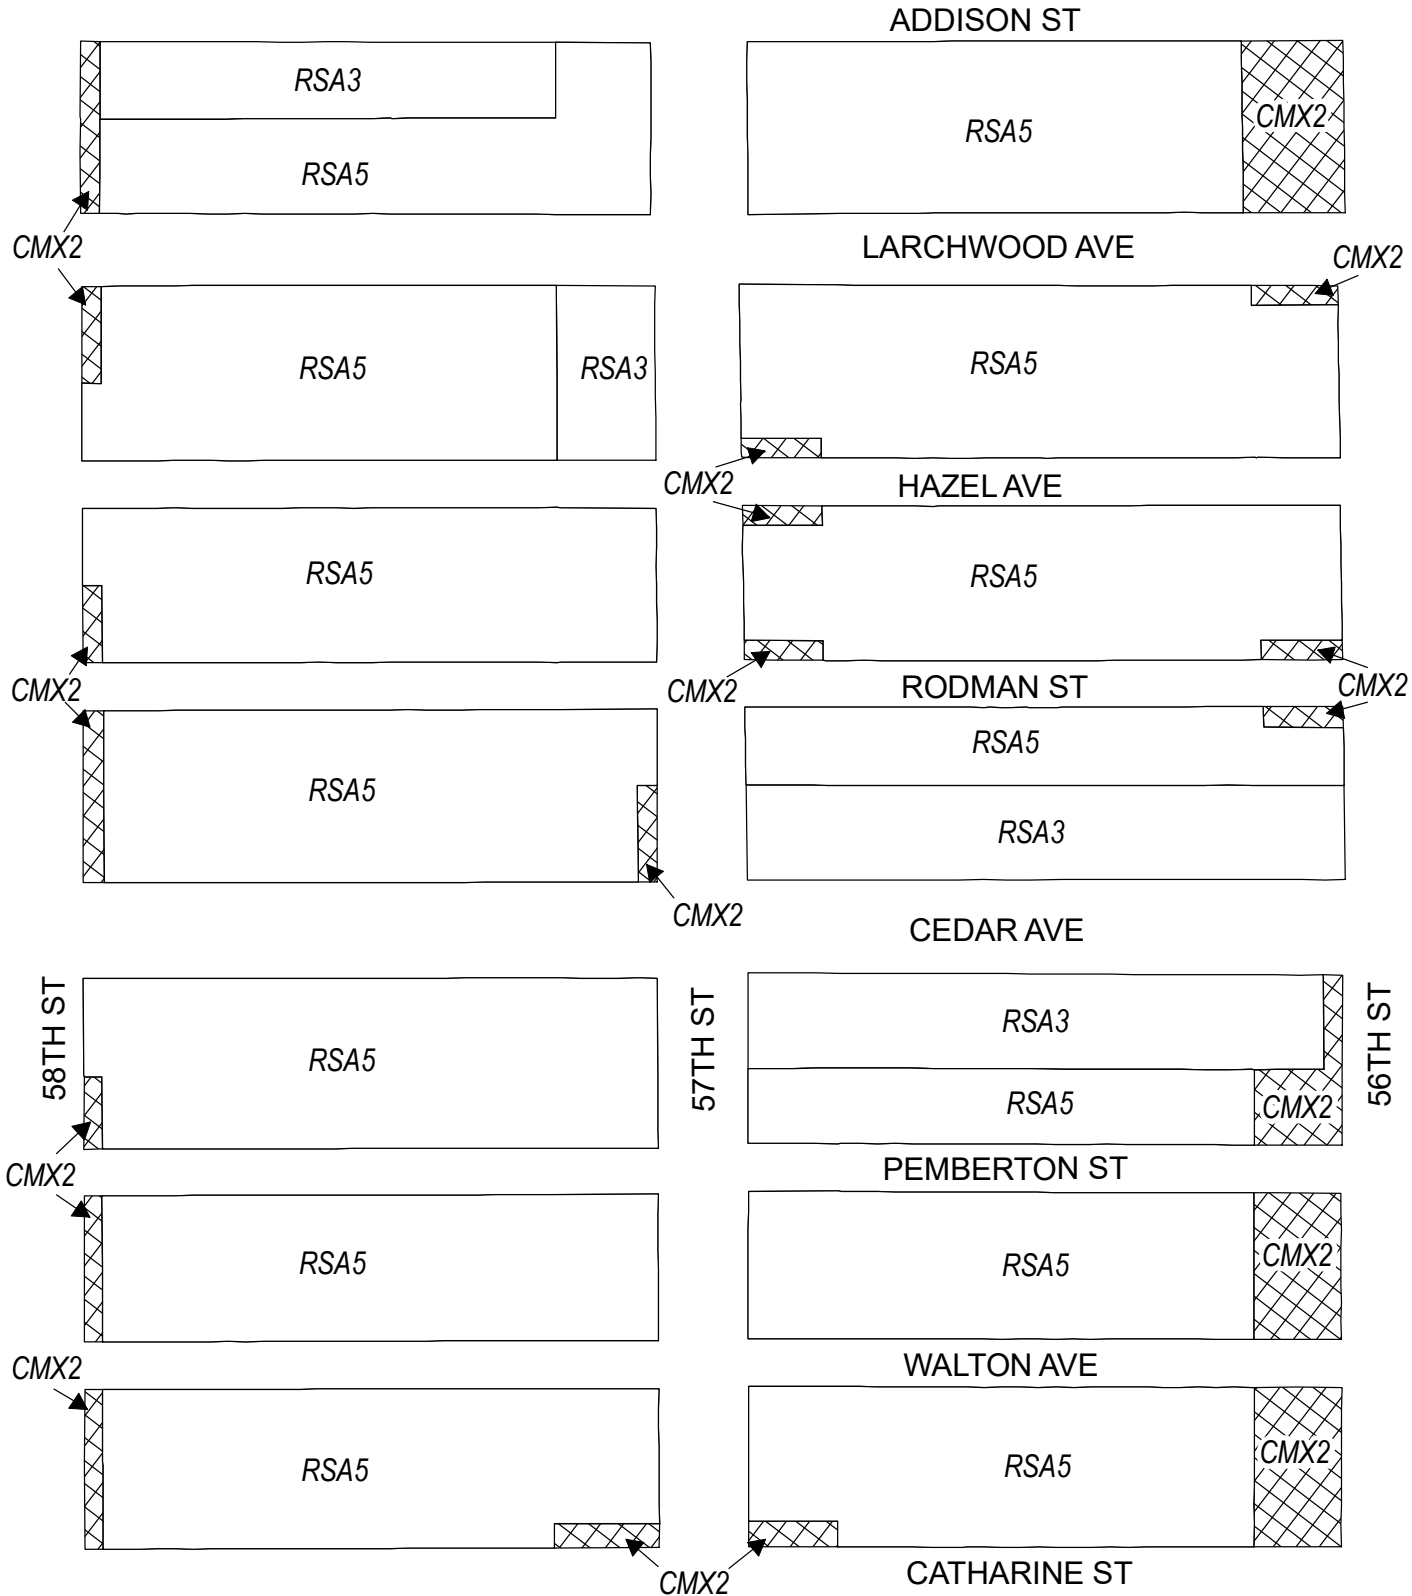 ADDISON ST
RSA3
RSA5
CMX2
RSA5
CMX2
LARCHWOOD AVE
CMX2
RSA5
RSA3
RSA5
CMX2
HAZEL AVE
RSA5
RSA5
CMX2
CMX2
RODMAN ST
CMX2
RSA5
RSA5
RSA3
CMX2
CEDAR AVE
58TH ST
57TH ST
56TH ST
RSA5
RSA3
RSA5
CMX2
CMX2
PEMBERTON ST
RSA5
RSA5
CMX2
CMX2
WALTON AVE
RSA5
RSA5
CMX2
CMX2
CATHARINE ST